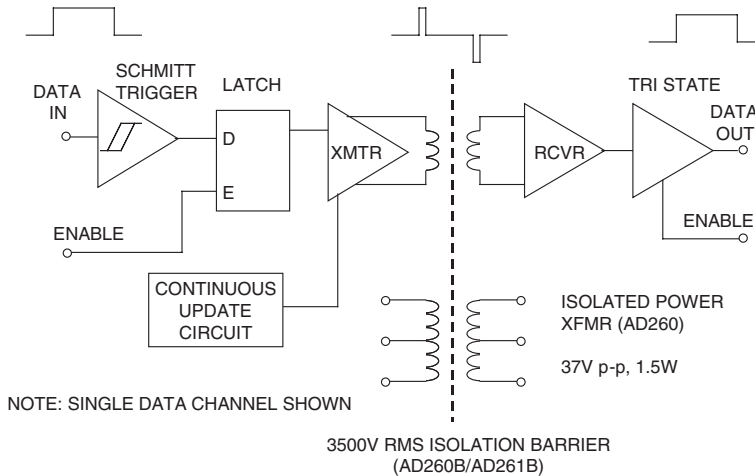 SCHMITT
TRIGGER
LATCH
TRI STATE
DATA
IN
DATA
OUT
D
E
XMTR
RCVR
ENABLE
ENABLE
CONTINUOUS
UPDATE
CIRCUIT
ISOLATED POWER
XFMR (AD260)
37V p-p, 1.5W
NOTE: SINGLE DATA CHANNEL SHOWN
3500V RMS ISOLATION BARRIER
(AD260B/AD261B)